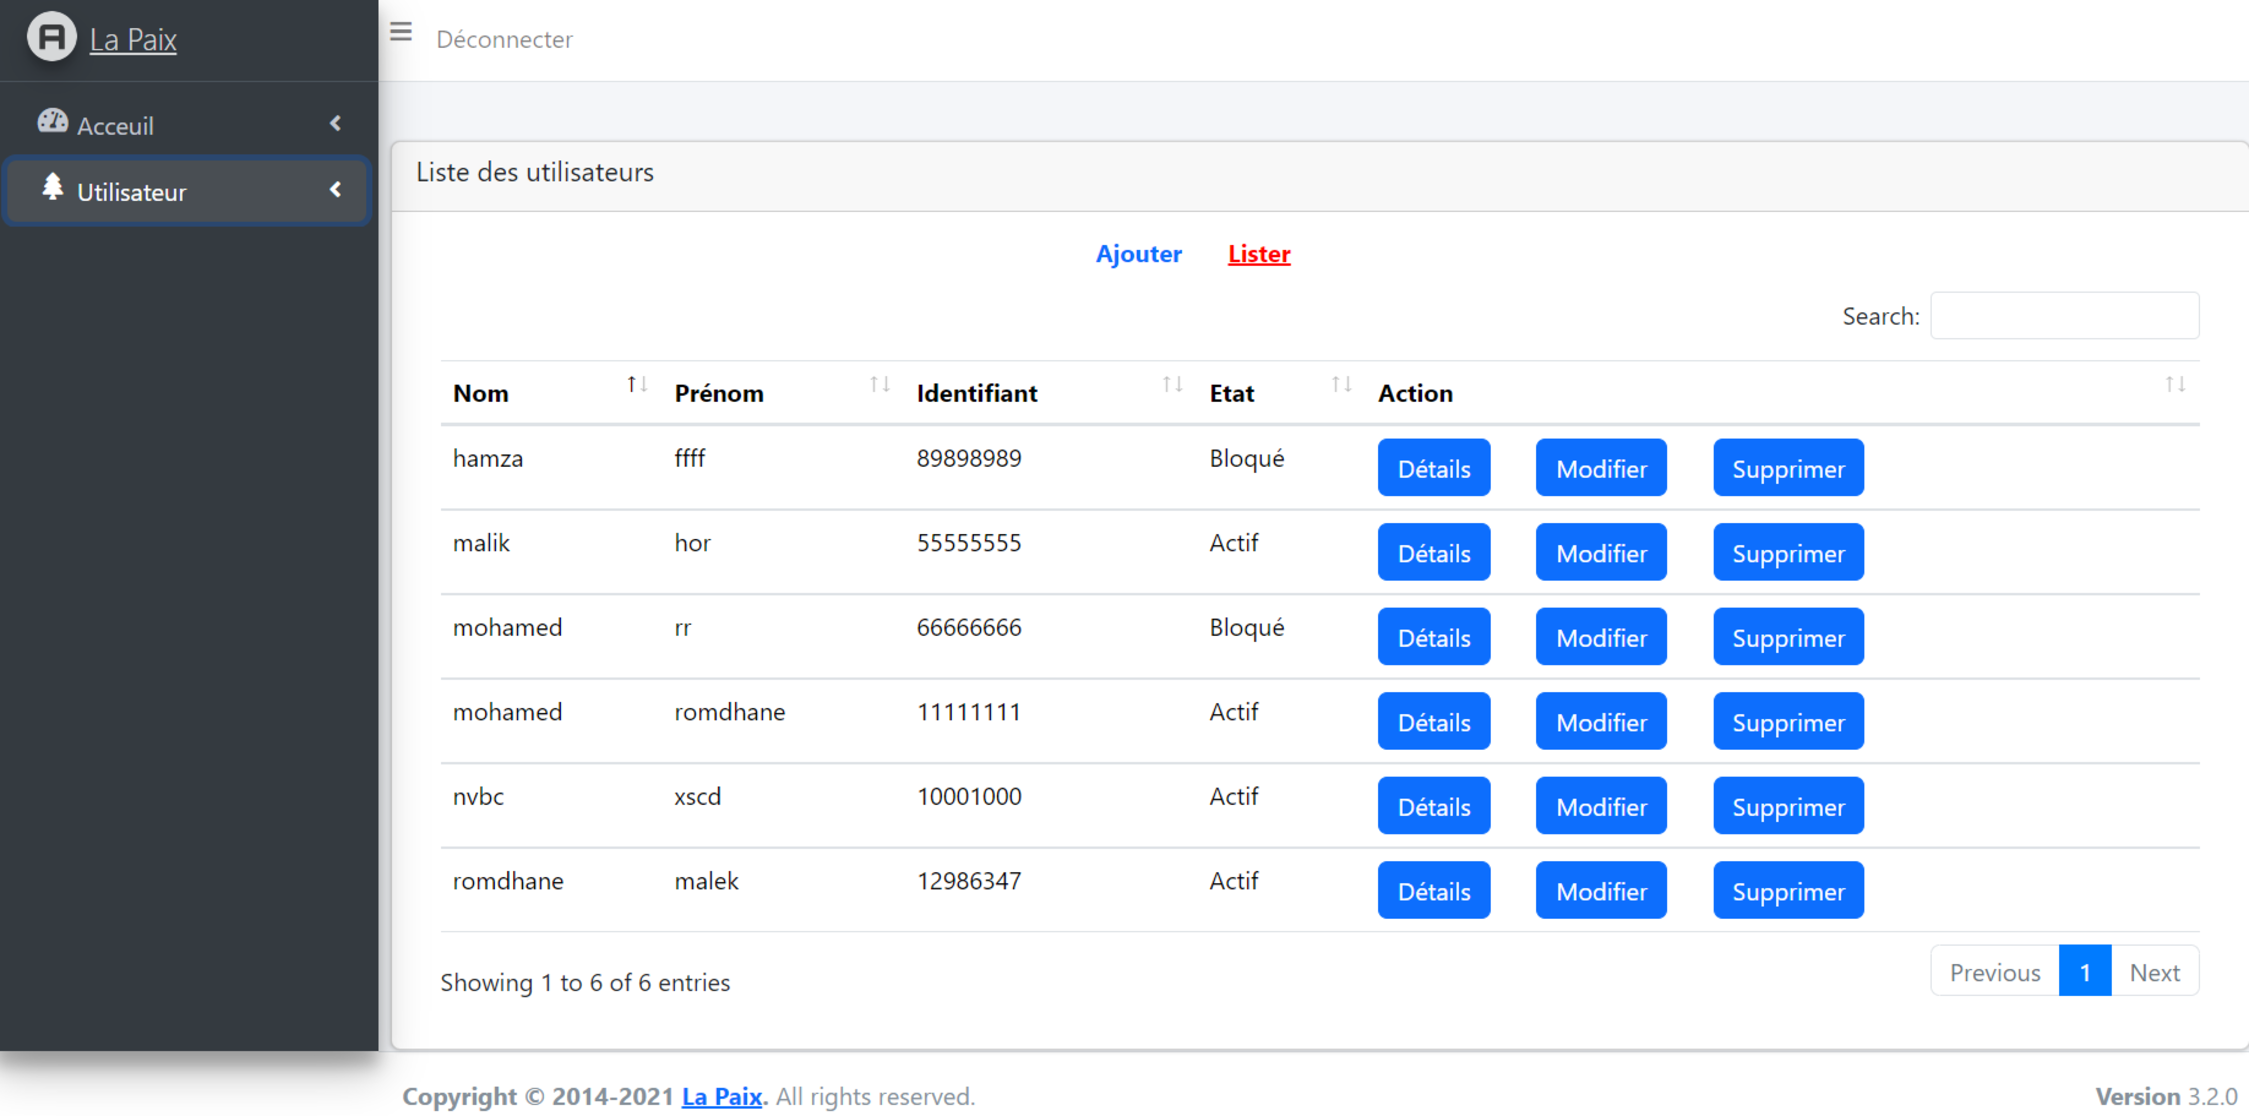 La Paix
Déconnecter
Acceuil
Utilisateur
Liste des utilisateurs
Ajouter Lister
Search:
Nom Prénom Identifiant Etat Action
hamza ffff 89898989 Bloqué Détails Modifier Supprimer
malik hor 55555555 Actif Détails Modifier Supprimer
mohamed rr 66666666 Bloqué Détails Modifier Supprimer
mohamed romdhane 11111111 Actif Détails Modifier Supprimer
nvbc xscd 10001000 Actif Détails Modifier Supprimer
romdhane malek 12986347 Actif Détails Modifier Supprimer
Showing 1 to 6 of 6 entries
Previous 1 Next
Copyright © 2014-2021 La Paix. All rights reserved.
Version 3.2.0